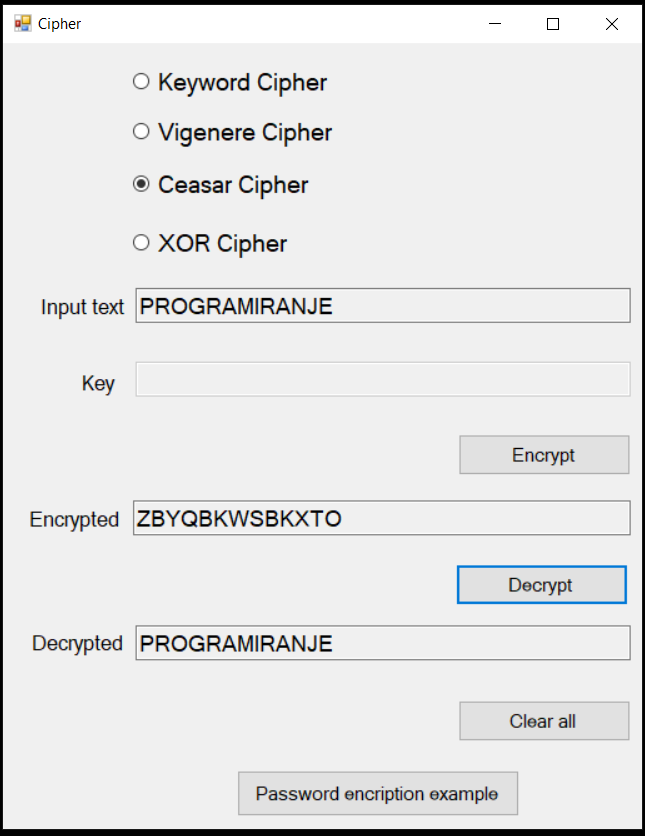 Cipher
Keyword Cipher
Vigenere Cipher
Ceasar Cipher
XOR Cipher
Input text PROGRAMIRANJE
Key
Encrypt
Encrypted ZBYQBKWSBKXTO
Decrypt
Decrypted PROGRAMIRANJE
Clear all
Password encription example